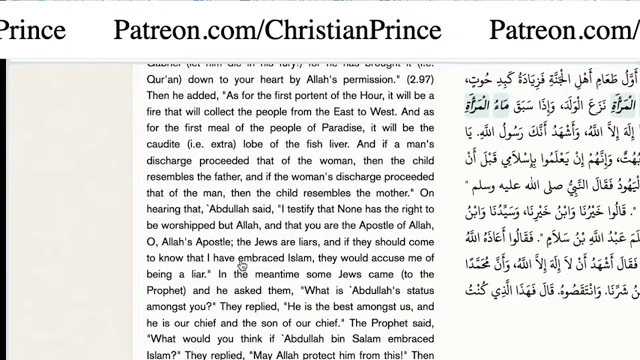 Prince Patreon.com/ChristianPrince Patreon.com/
Gabriel (let him die in his fury!) for he has brought it (i.e.
Qur'an) down to your heart by Allah's permission." (2.97)
Then he added, "As for the first portent of the Hour, it will be a
fire that will collect the people from the East to West. And as
for the first meal of the people of Paradise, it will be the
caudite (i.e. extra) lobe of the fish liver. And if a man's
discharge proceeded that of the woman, then the child
resembles the father, and if the woman's discharge proceeded
that of the man, then the child resembles the mother." On
hearing that, `Abdullah said, "I testify that None has the right to
be worshipped but Allah, and that you are the Apostle of Allah,
O, Allah's Apostle; the Jews are liars, and if they should come
to know that I have embraced Islam, they would accuse me of
being a liar." In the meantime some Jews came (to the
Prophet) and he asked them, "What is `Abdullah's status
amongst you?" They replied, "He is the best amongst us, and
he is our chief and the son of our chief." The Prophet said,
"What would you think if `Abdullah bin Salam embraced
Islam?" They replied, "May Allah protect him from this!" Then
أَوَّلُ طَعَامِ أَهْلِ الْجَنَّةِ فَزِيَادَةُ كَبِدِ حُوتٍ،
الْمَرْأَةِ نَزَعَ الْوَلَدَ، وَإِذَا سَبَقَ مَاءُ الْمَرْأَةِ
إِلَهَ إِلاَّ اللَّهُ، وَأَشْهَدُ أَنَّكَ رَسُولُ اللَّهِ. يَا
بُهُتٌ، وَإِنَّهُمْ إِنْ يَعْلَمُوا بِإِسْلاَمِي قَبْلَ أَنْ
الْيَهُودُ فَقَالَ النَّبِيُّ صلى الله عليه وسلم "
". قَالُوا خَيْرُنَا وَابْنُ خَيْرِنَا، وَسَيِّدُنَا وَابْنُ
عَبْدُ اللَّهِ بْنُ سَلاَمٍ ". فَقَالُوا أَعَاذَهُ اللَّهُ
فَقَالَ أَشْهَدُ أَنْ لاَ إِلَهَ إِلاَّ اللَّهُ، وَأَنَّ مُحَمَّدًا
شَرِّنَا. وَانْتَقَصُوهُ. قَالَ فَهَذَا الَّذِي كُنْتُ